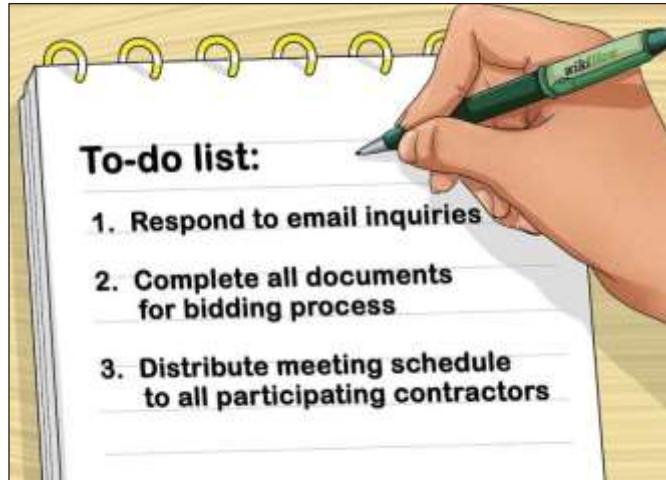 wikiHow
To-do list:
1. Respond to email inquiries
2. Complete all documents
for bidding process
3. Distribute meeting schedule
to all participating contractors